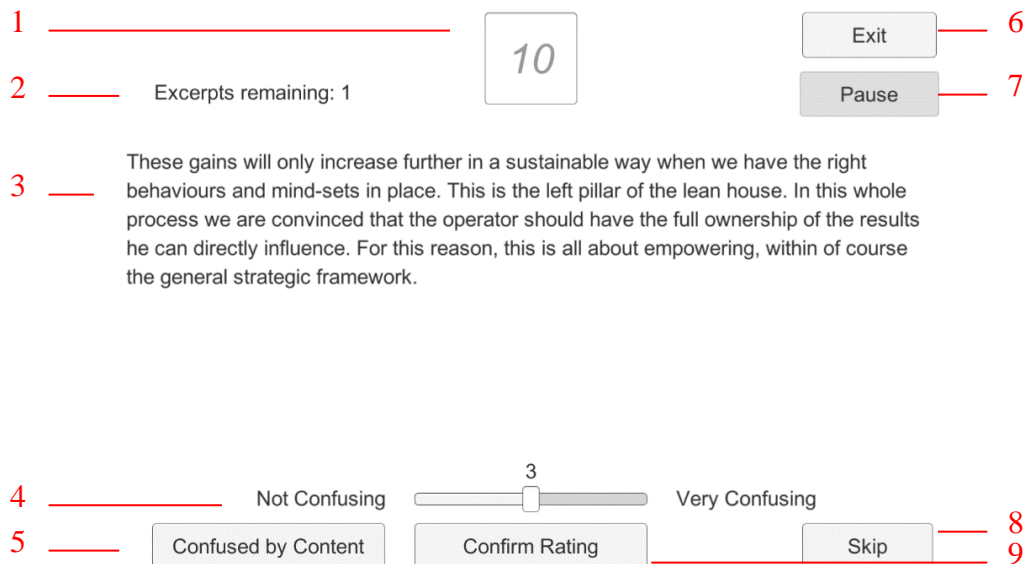 1
10
Exit
6
2
Excerpts remaining: 1
Pause
7
3
These gains will only increase further in a sustainable way when we have the right
behaviours and mind-sets in place. This is the left pillar of the lean house. In this whole
process we are convinced that the operator should have the full ownership of the results
he can directly influence. For this reason, this is all about empowering, within of course
the general strategic framework.
3
4
Not Confusing
Very Confusing
5
Confused by Content
Confirm Rating
Skip
8
9